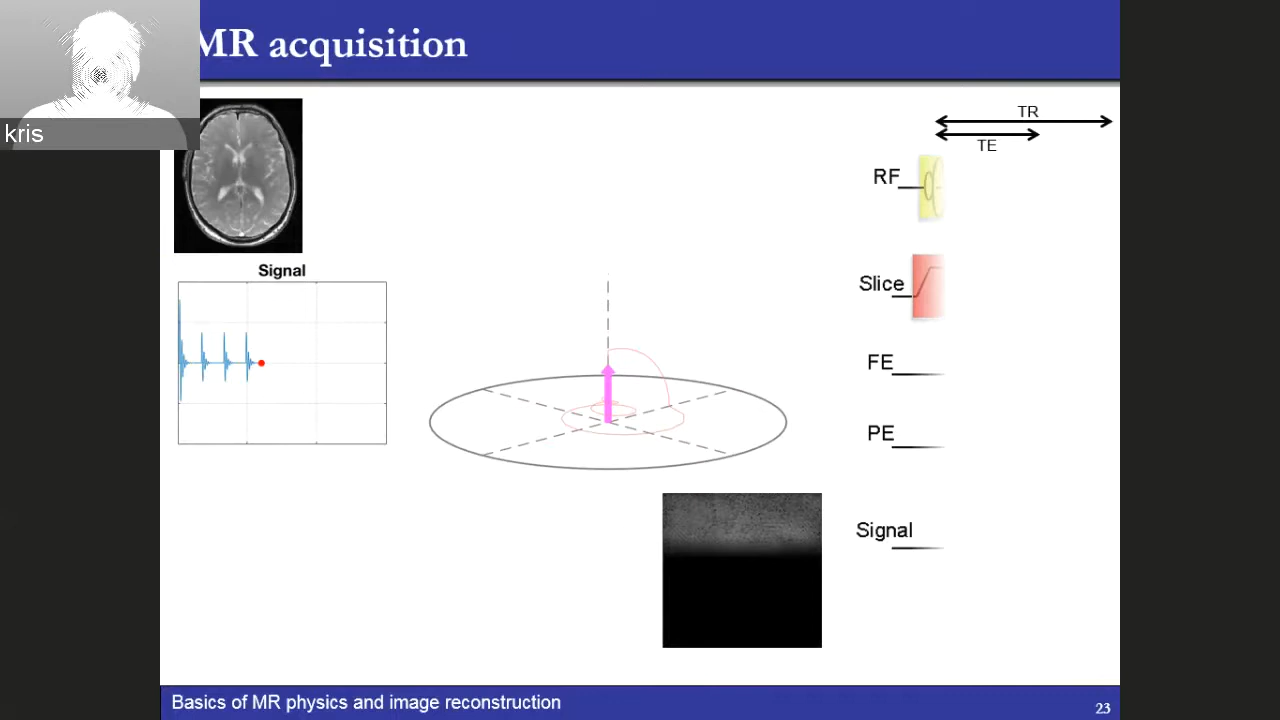 MR acquisition
kris
TR
TE
RF
Signal
Slice
FE
PE
Signal
Basics of MR physics and image reconstruction
23